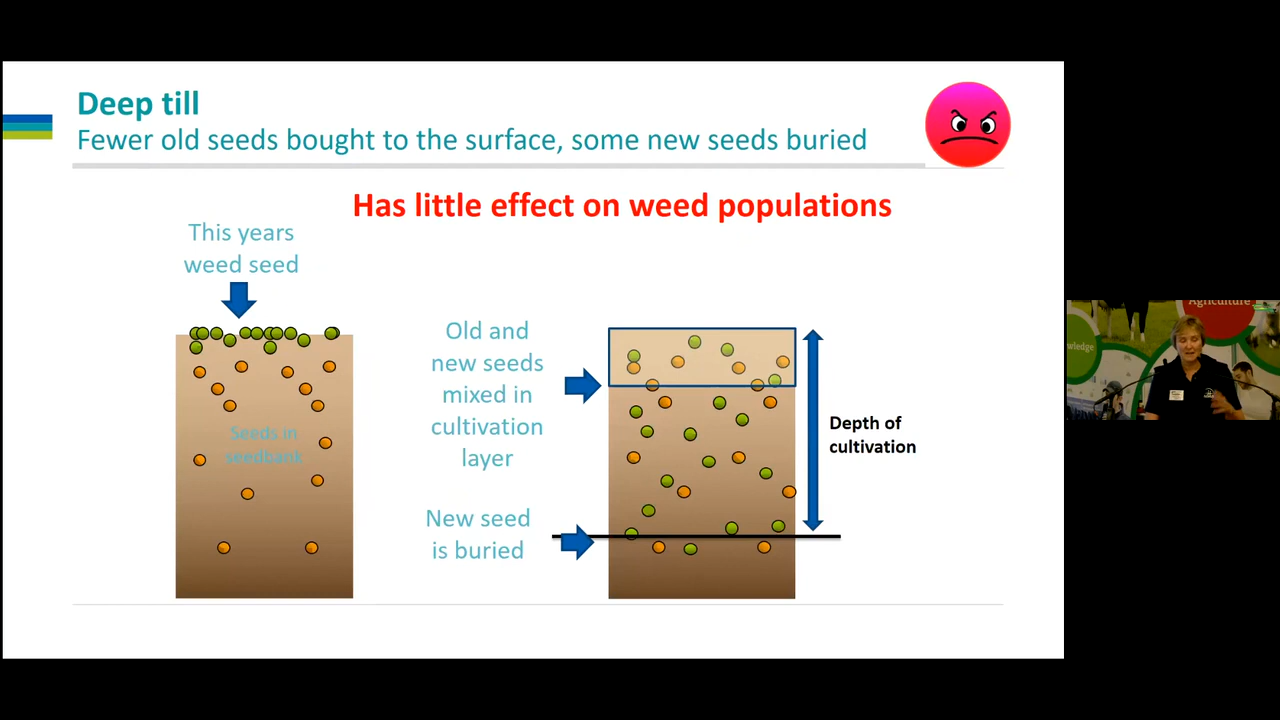 Deep till
Fewer old seeds bought to the surface, some new seeds buried
Has little effect on weed populations
This years
weed seed
Old and
new seeds
mixed in
cultivation
layer
Seeds in
seedbank
Depth of
cultivation
New seed
is buried
Agriculture
wledge